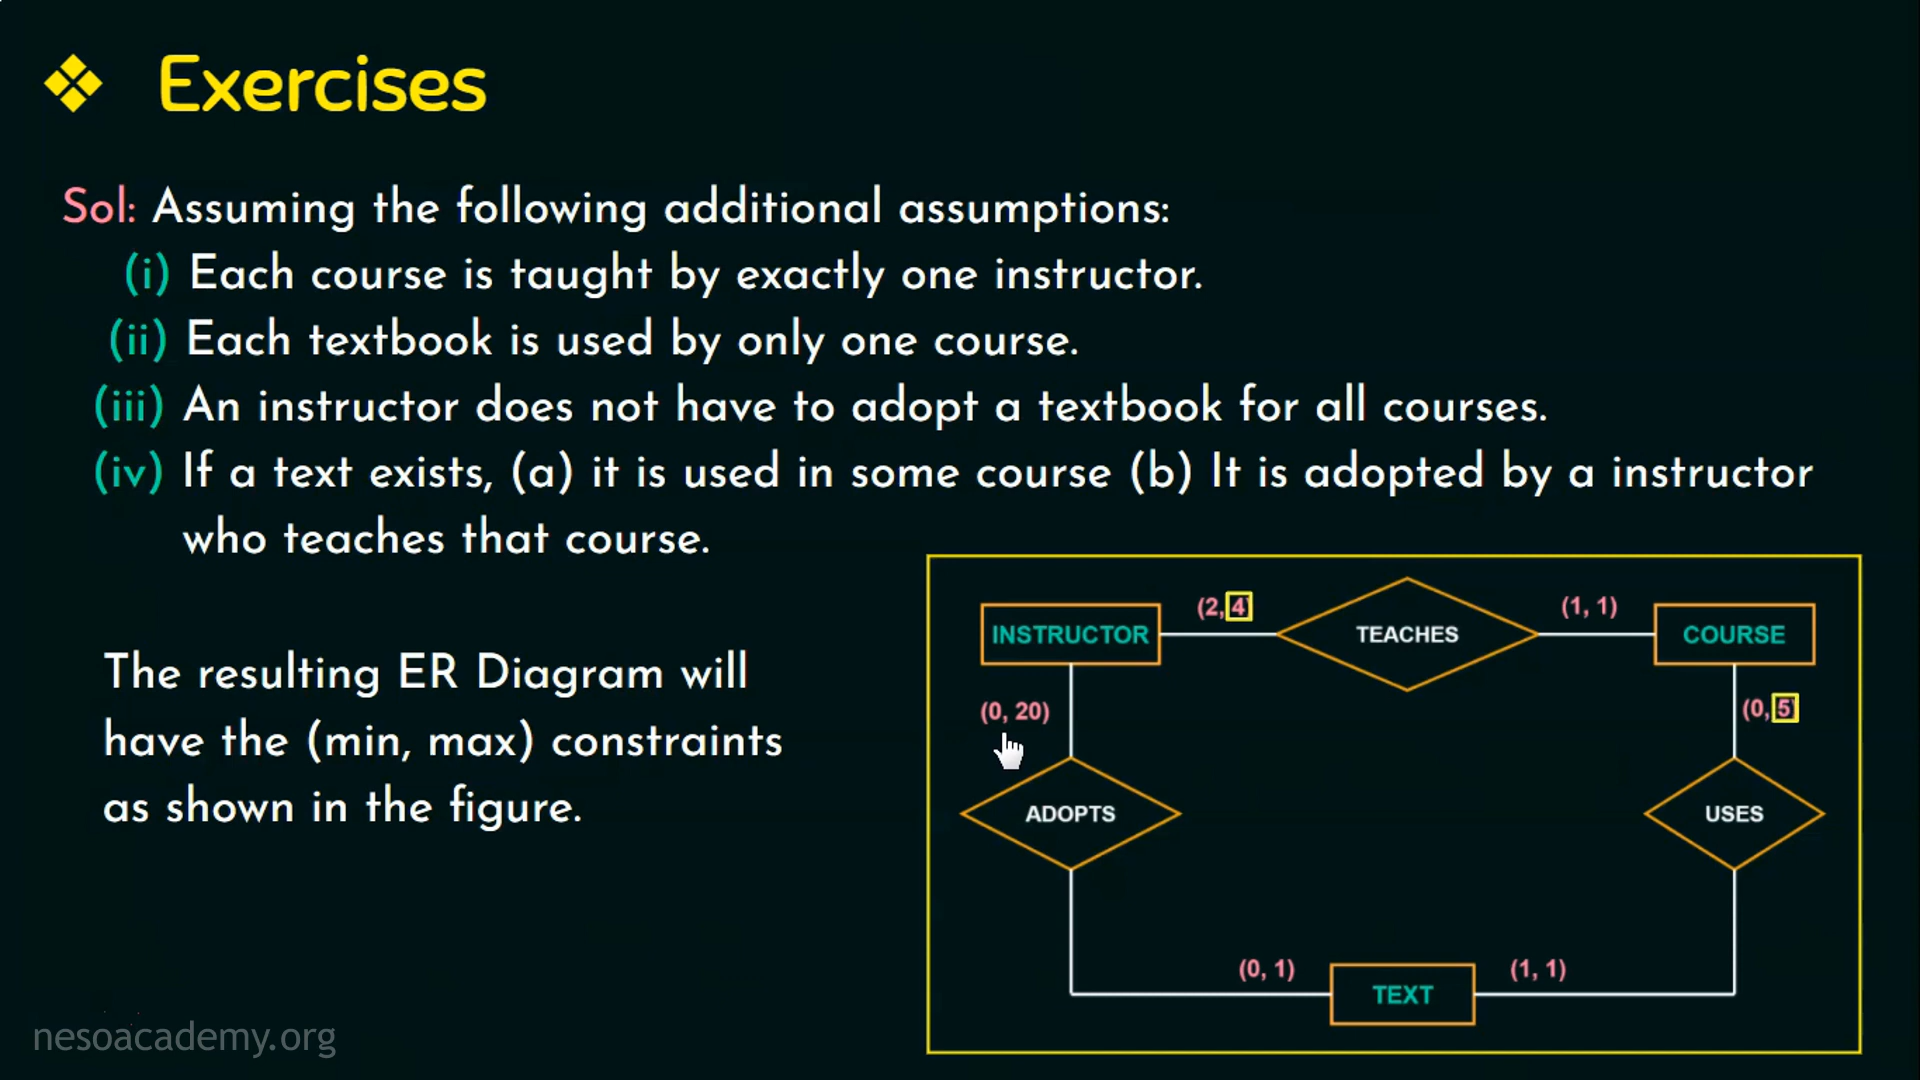 Exercises
Sol: Assuming the following additional assumptions:
(i) Each course is taught by exactly one instructor.
(ii) Each textbook is used by only one course.
(iii) An instructor does not have to adopt a textbook for all courses.
(iv) If a text exists, (a) it is used in some course (b) It is adopted by a instructor
who teaches that course.
The resulting ER Diagram will
have the (min, max) constraints
as shown in the figure.
(2,4) (1, 1)
INSTRUCTOR TEACHES COURSE
(0, 20) (0,5)
ADOPTS USES
(0, 1) (1, 1)
TEXT
nesoacademy.org